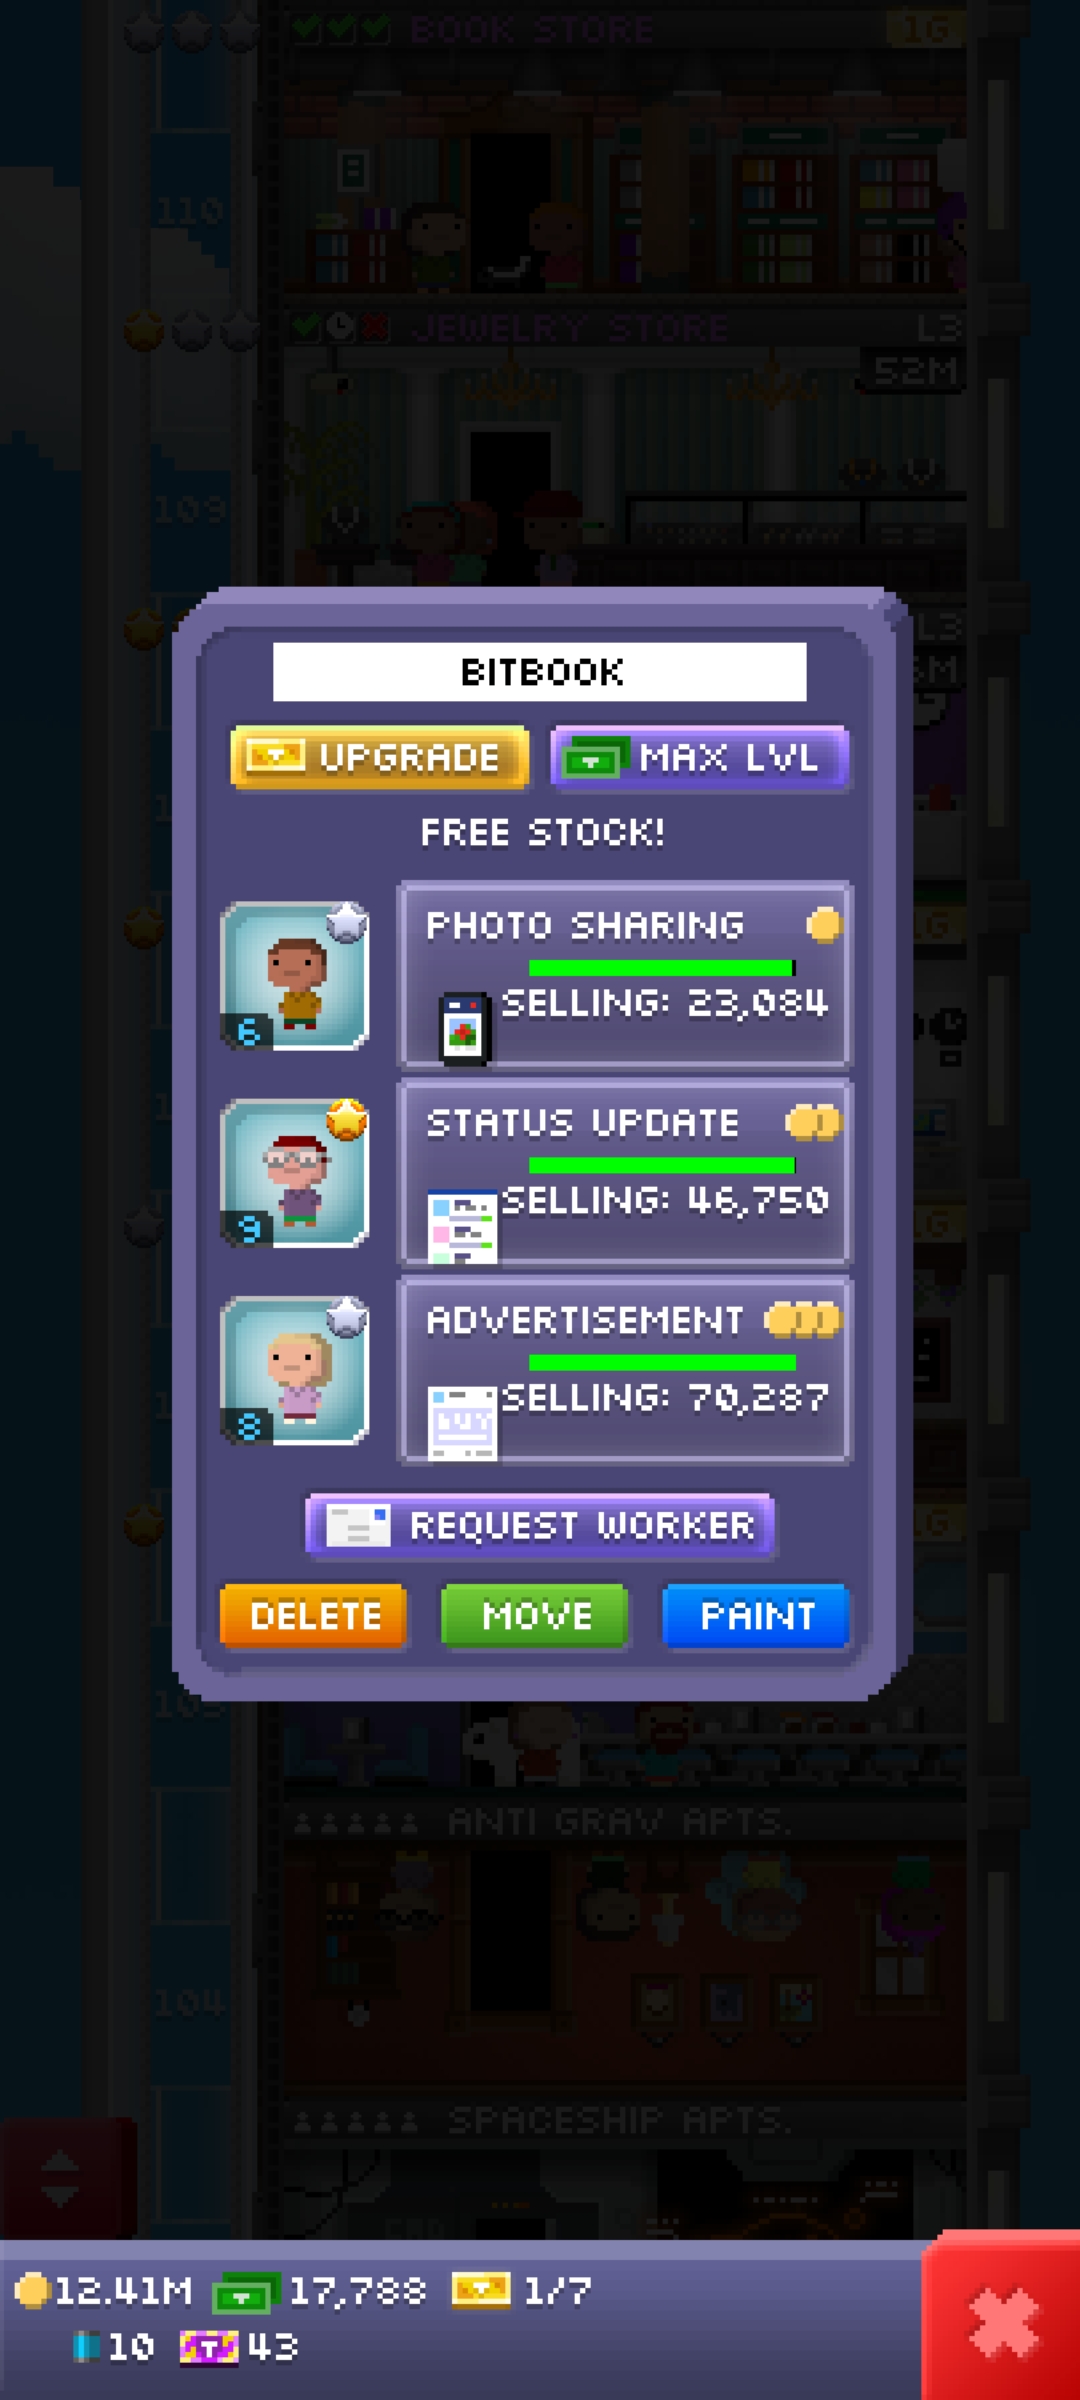 BOOK STORE 1G
110
JEWELRY STORE L3
52M
109
L3
BITBOOK
UPGRADE MAX LVL
FREE STOCK!
PHOTO SHARING
SELLING: 23,084
6
STATUS UPDATE
SELLING: 46,750
9
ADVERTISEMENT
SELLING: 70,287
8
REQUEST WORKER
DELETE MOVE PAINT
ANTI GRAV APTS.
104
SPACESHIP APTS.
12.41M 17,788 1/7
10 43